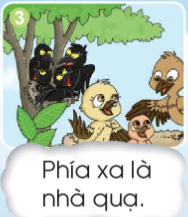 3
Phía xa là
nhà quạ.